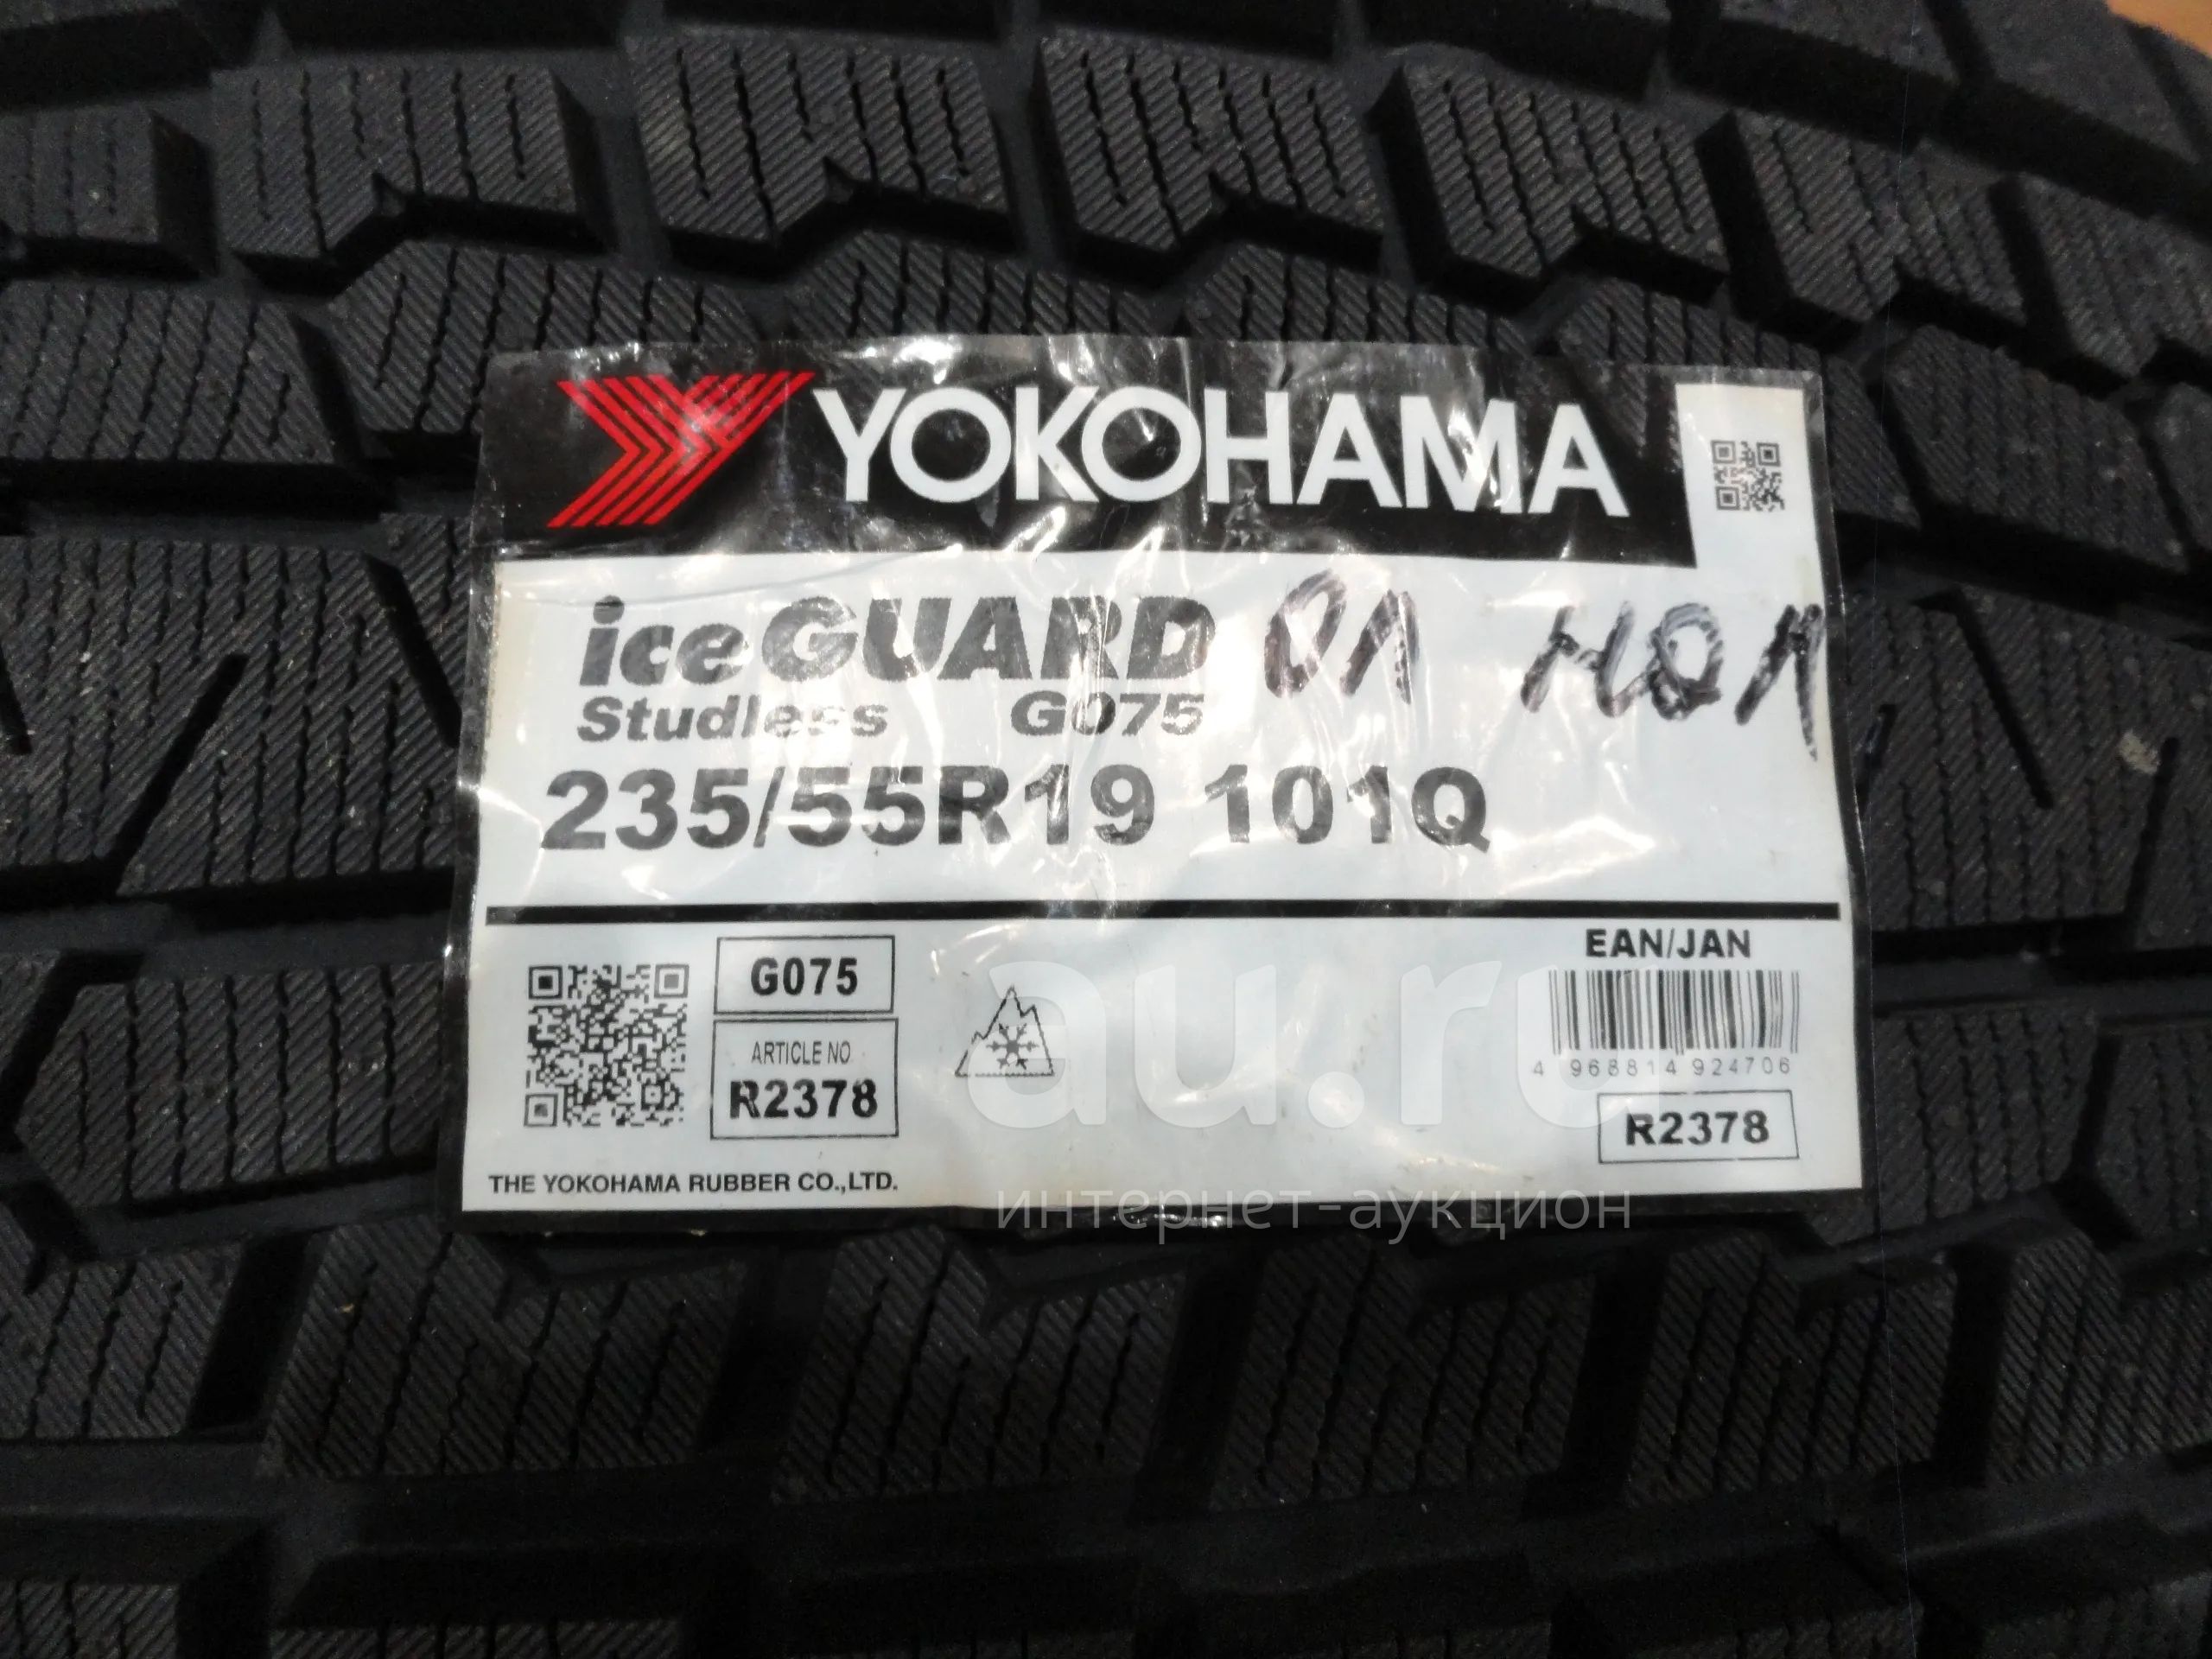 YOKOHAMA
iceGUARD
Studless G075
235/55R19 101Q
G075
ARTICLE NO
R2378
EAN/JAN
4 968814 924706
R2378
THE YOKOHAMA RUBBER CO.,LTD.
au.ru
интернет-аукцион